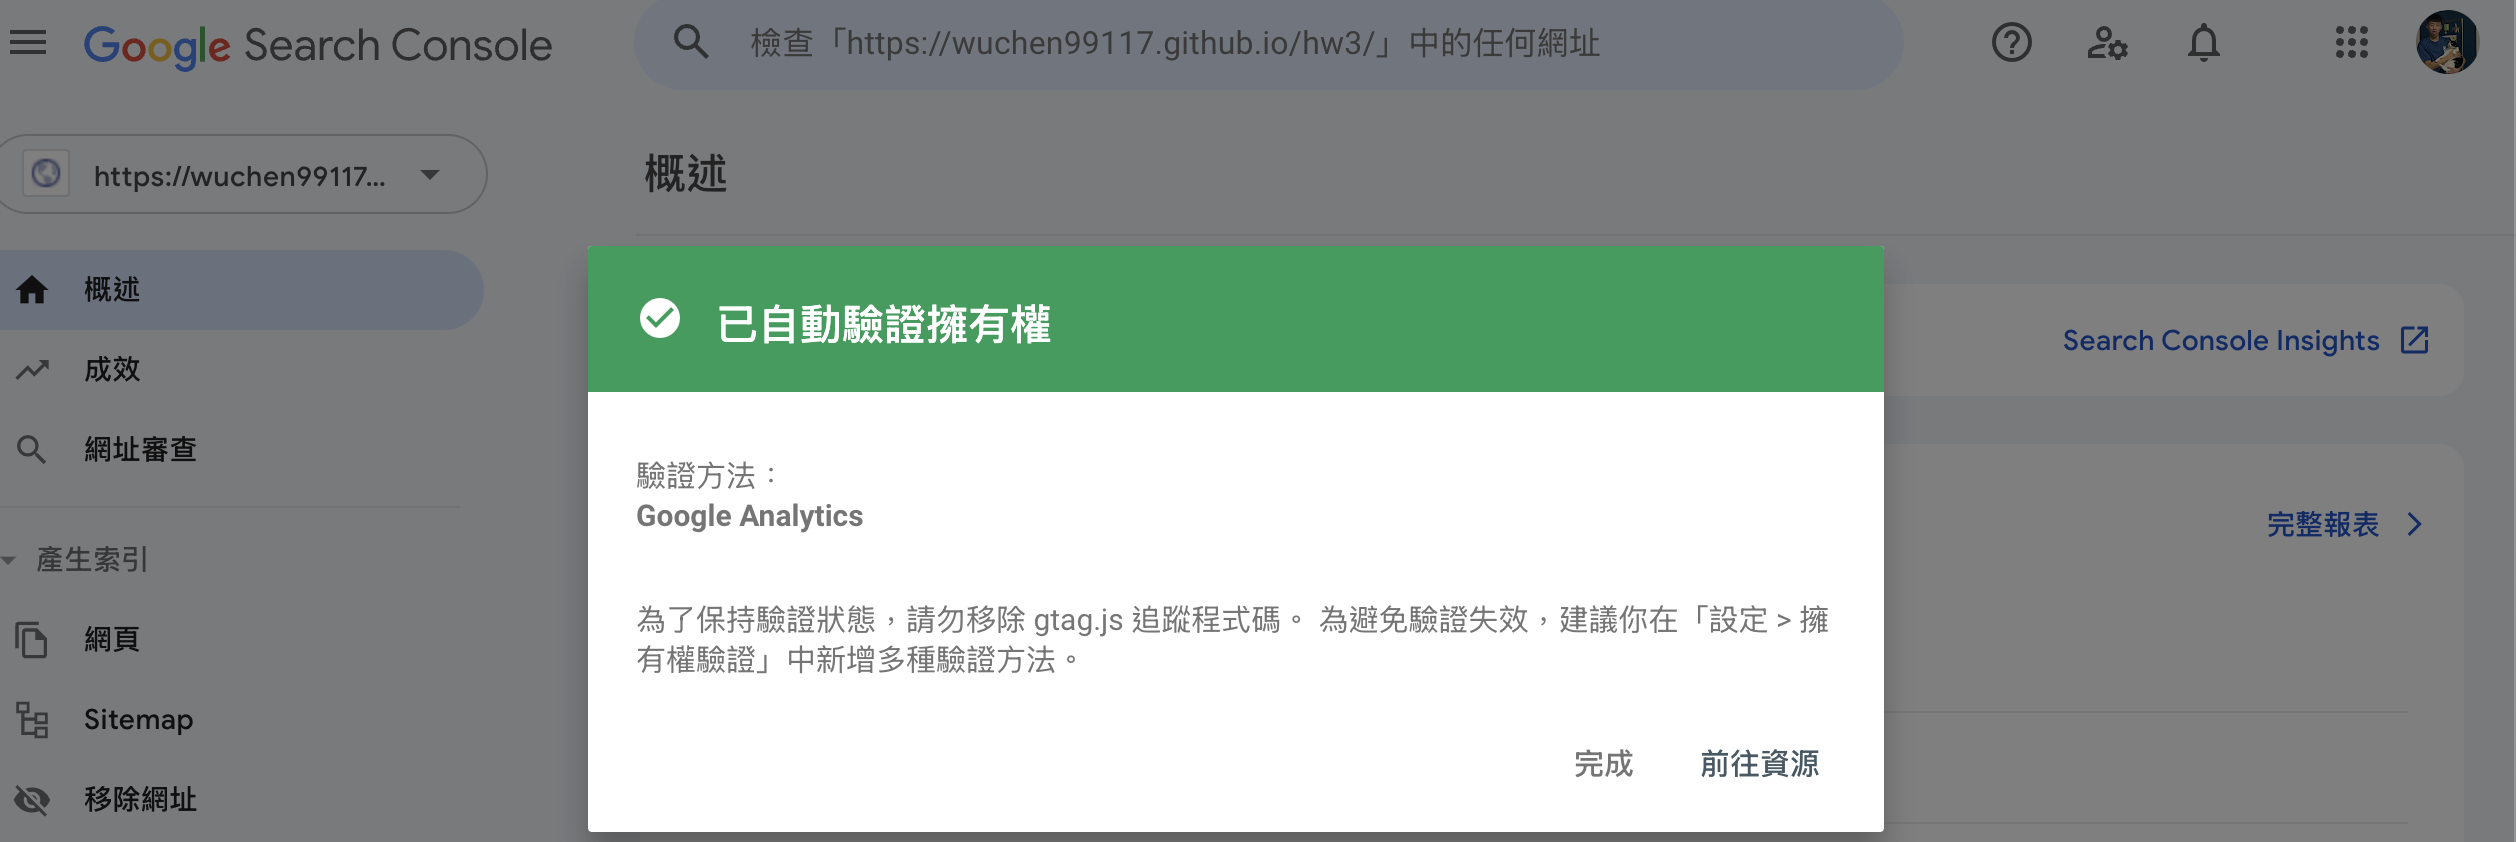 Google Search Console
檢查「https://wuchen99117.github.io/hw3/」中的任何網址
https://wuchen99117...
概述
概述
成效
網址審查
產生索引
網頁
Sitemap
移除網址
Search Console Insights
完整報表
已自動驗證擁有權
驗證方法：
Google Analytics
為了保持驗證狀態，請勿移除 gtag.js 追蹤程式碼。 為避免驗證失效，建議你在「設定 > 擁
有權驗證」中新增多種驗證方法。
完成
前往資源